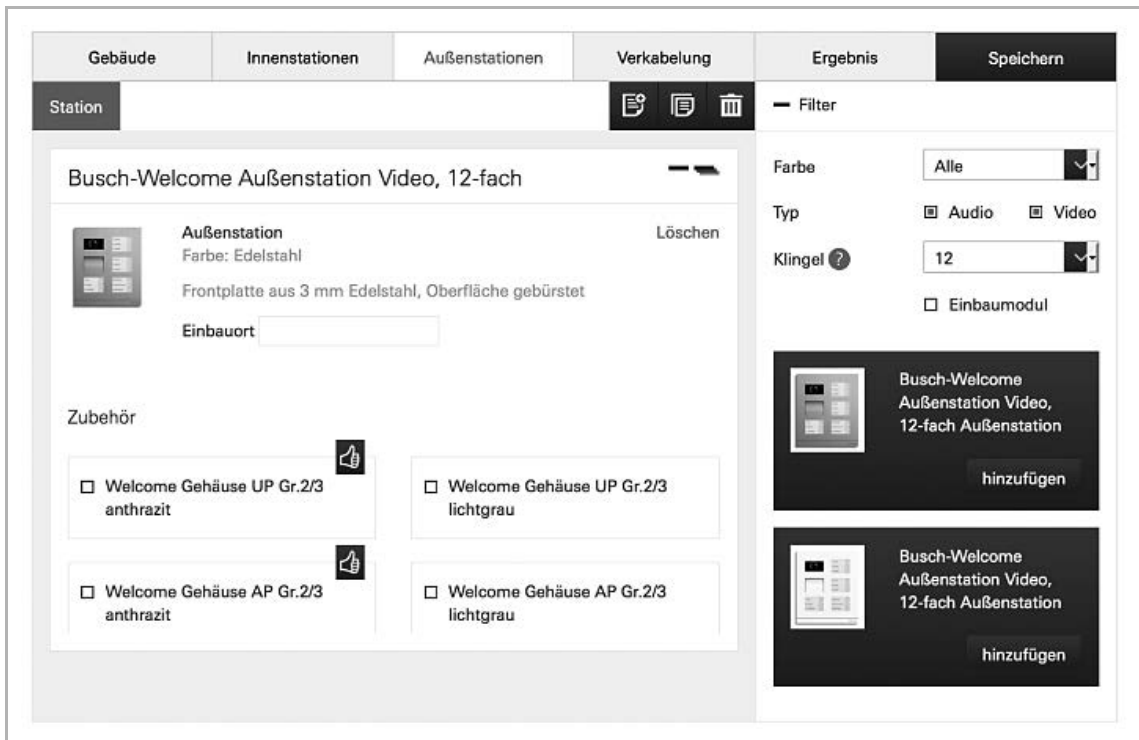 Gebäude
Innenstationen
Außenstationen
Verkabelung
Ergebnis
Speichern
Station
Filter
Busch-Welcome Außenstation Video, 12-fach
Außenstation
Löschen
Farbe: Edelstahl
Frontplatte aus 3 mm Edelstahl, Oberfläche gebürstet
Einbauort
Zubehör
Welcome Gehäuse UP Gr.2/3
anthrazit
Welcome Gehäuse UP Gr.2/3
lichtgrau
Welcome Gehäuse AP Gr.2/3
anthrazit
Welcome Gehäuse AP Gr.2/3
lichtgrau
Farbe
Alle
Typ
Audio
Video
Klingel ?
12
Einbaumodul
Busch-Welcome
Außenstation Video,
12-fach Außenstation
hinzufügen
Busch-Welcome
Außenstation Video,
12-fach Außenstation
hinzufügen